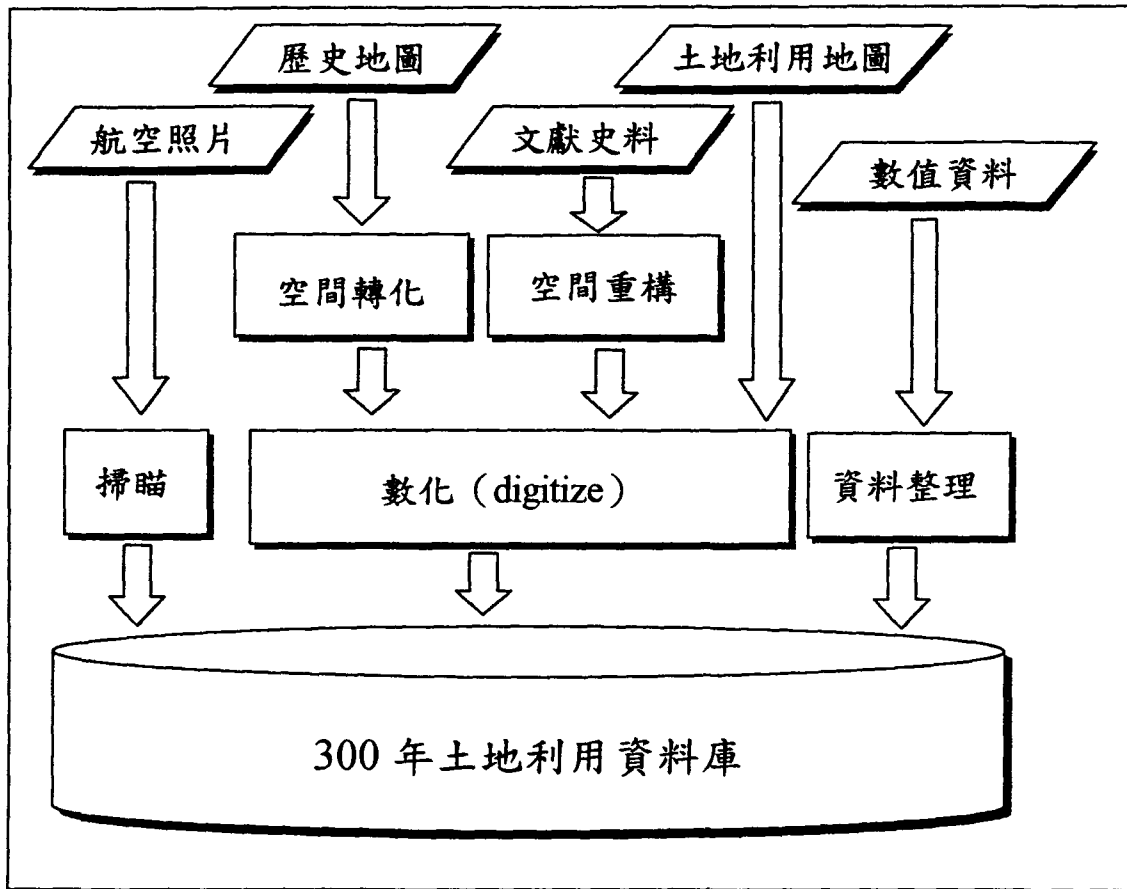 歷史地圖
土地利用地圖
航空照片
文獻史料
數值資料
空間轉化
空間重構
掃瞄
數化（digitize）
資料整理
300 年土地利用資料庫